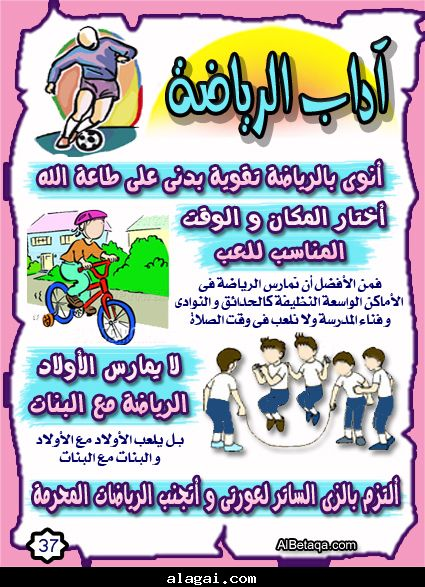 آداب الرياضة
أنوى بالرياضة تقوية بدنى على طاعة الله
أختار المكان و الوقت
المناسب للعب
فمن الأفضل أن نمارس الرياضة فى
الأماكن الواسعة النظيفة كالحدائق و النوادى
و فناء المدرسة ولا نلعب فى وقت الصلاة
لا يمارس الأولاد
الرياضة مع البنات
بل يلعب الأولاد مع الأولاد
و البنات مع البنات
ألتزم بالزى الساتر لعورتى و أتجنب الرياضات المحرمة
37
AlBetaqa.com
alagai.com